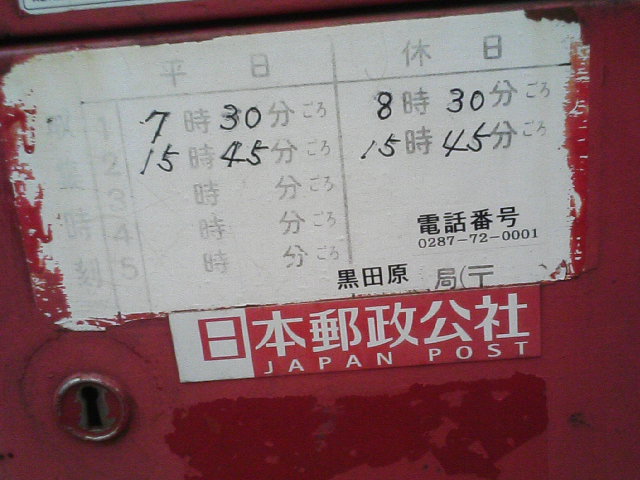 平日 休日
取集時刻
1 7時30分ごろ 8時30分ごろ
2 15時45分ごろ 15時45分ごろ
3 時 分ごろ
4 時 分ごろ
5 時 分ごろ
電話番号
0287-72-0001
黒田原 局(〒
日本郵政公社
JAPAN POST